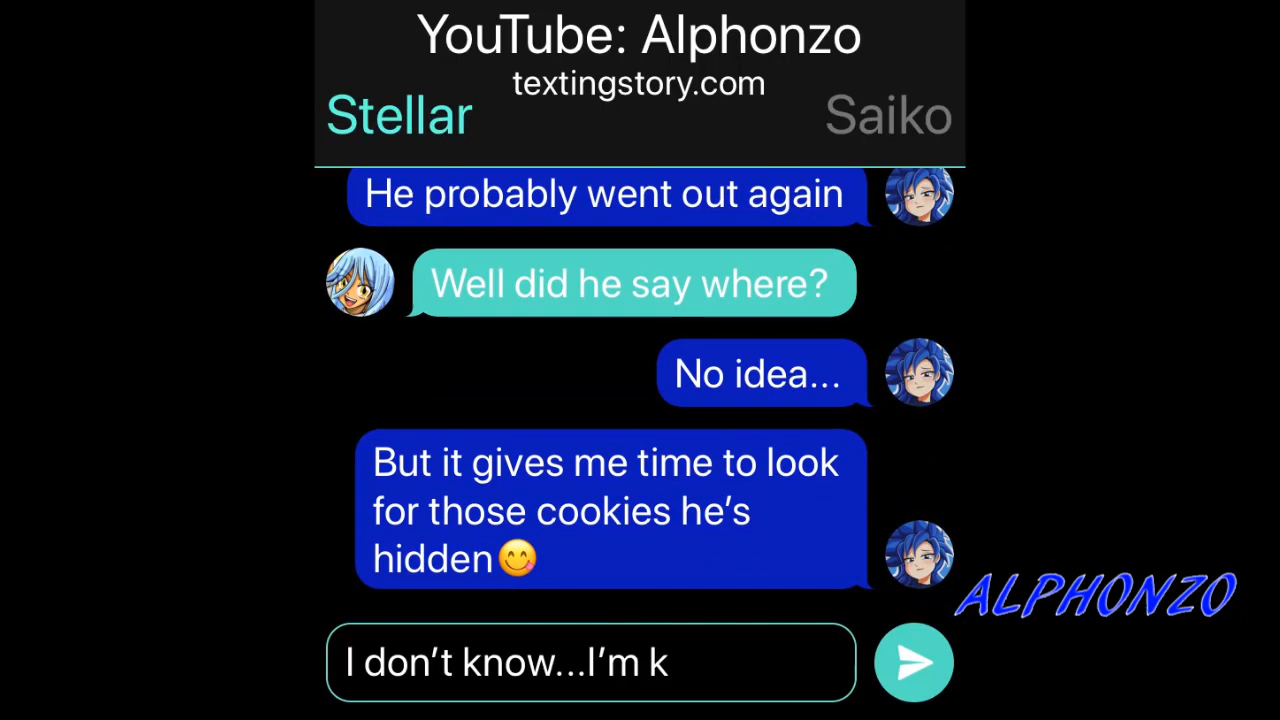 YouTube: Alphonzo
textingstory.com
Stellar
Saiko
He probably went out again
Well did he say where?
No idea...
But it gives me time to look
for those cookies he’s
hidden😋
ALPHONZO
I don’t know...I’m k